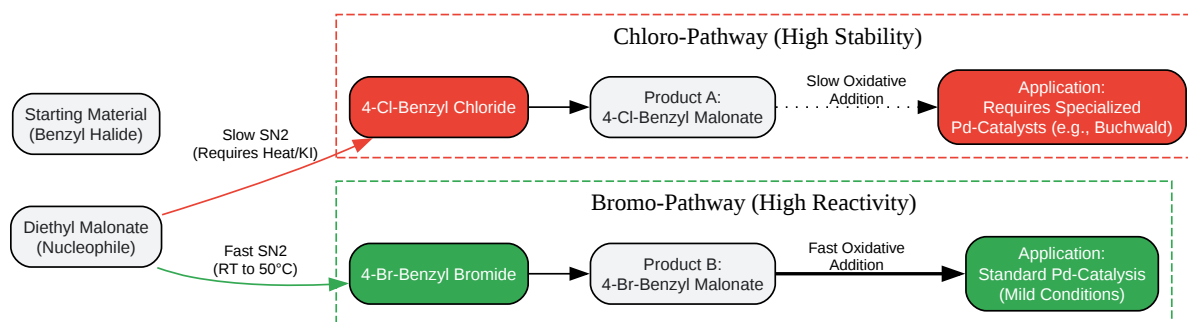 Chloro-Pathway (High Stability)
Starting Material
(Benzyl Halide)
Slow SN2
(Requires Heat/KI)
4-Cl-Benzyl Chloride
Product A:
4-Cl-Benzyl Malonate
Slow Oxidative
Addition
Application:
Requires Specialized
Pd-Catalysts (e.g., Buchwald)
Bromo-Pathway (High Reactivity)
Diethyl Malonate
(Nucleophile)
Fast SN2
(RT to 50°C)
4-Br-Benzyl Bromide
Product B:
4-Br-Benzyl Malonate
Fast Oxidative
Addition
Application:
Standard Pd-Catalysis
(Mild Conditions)